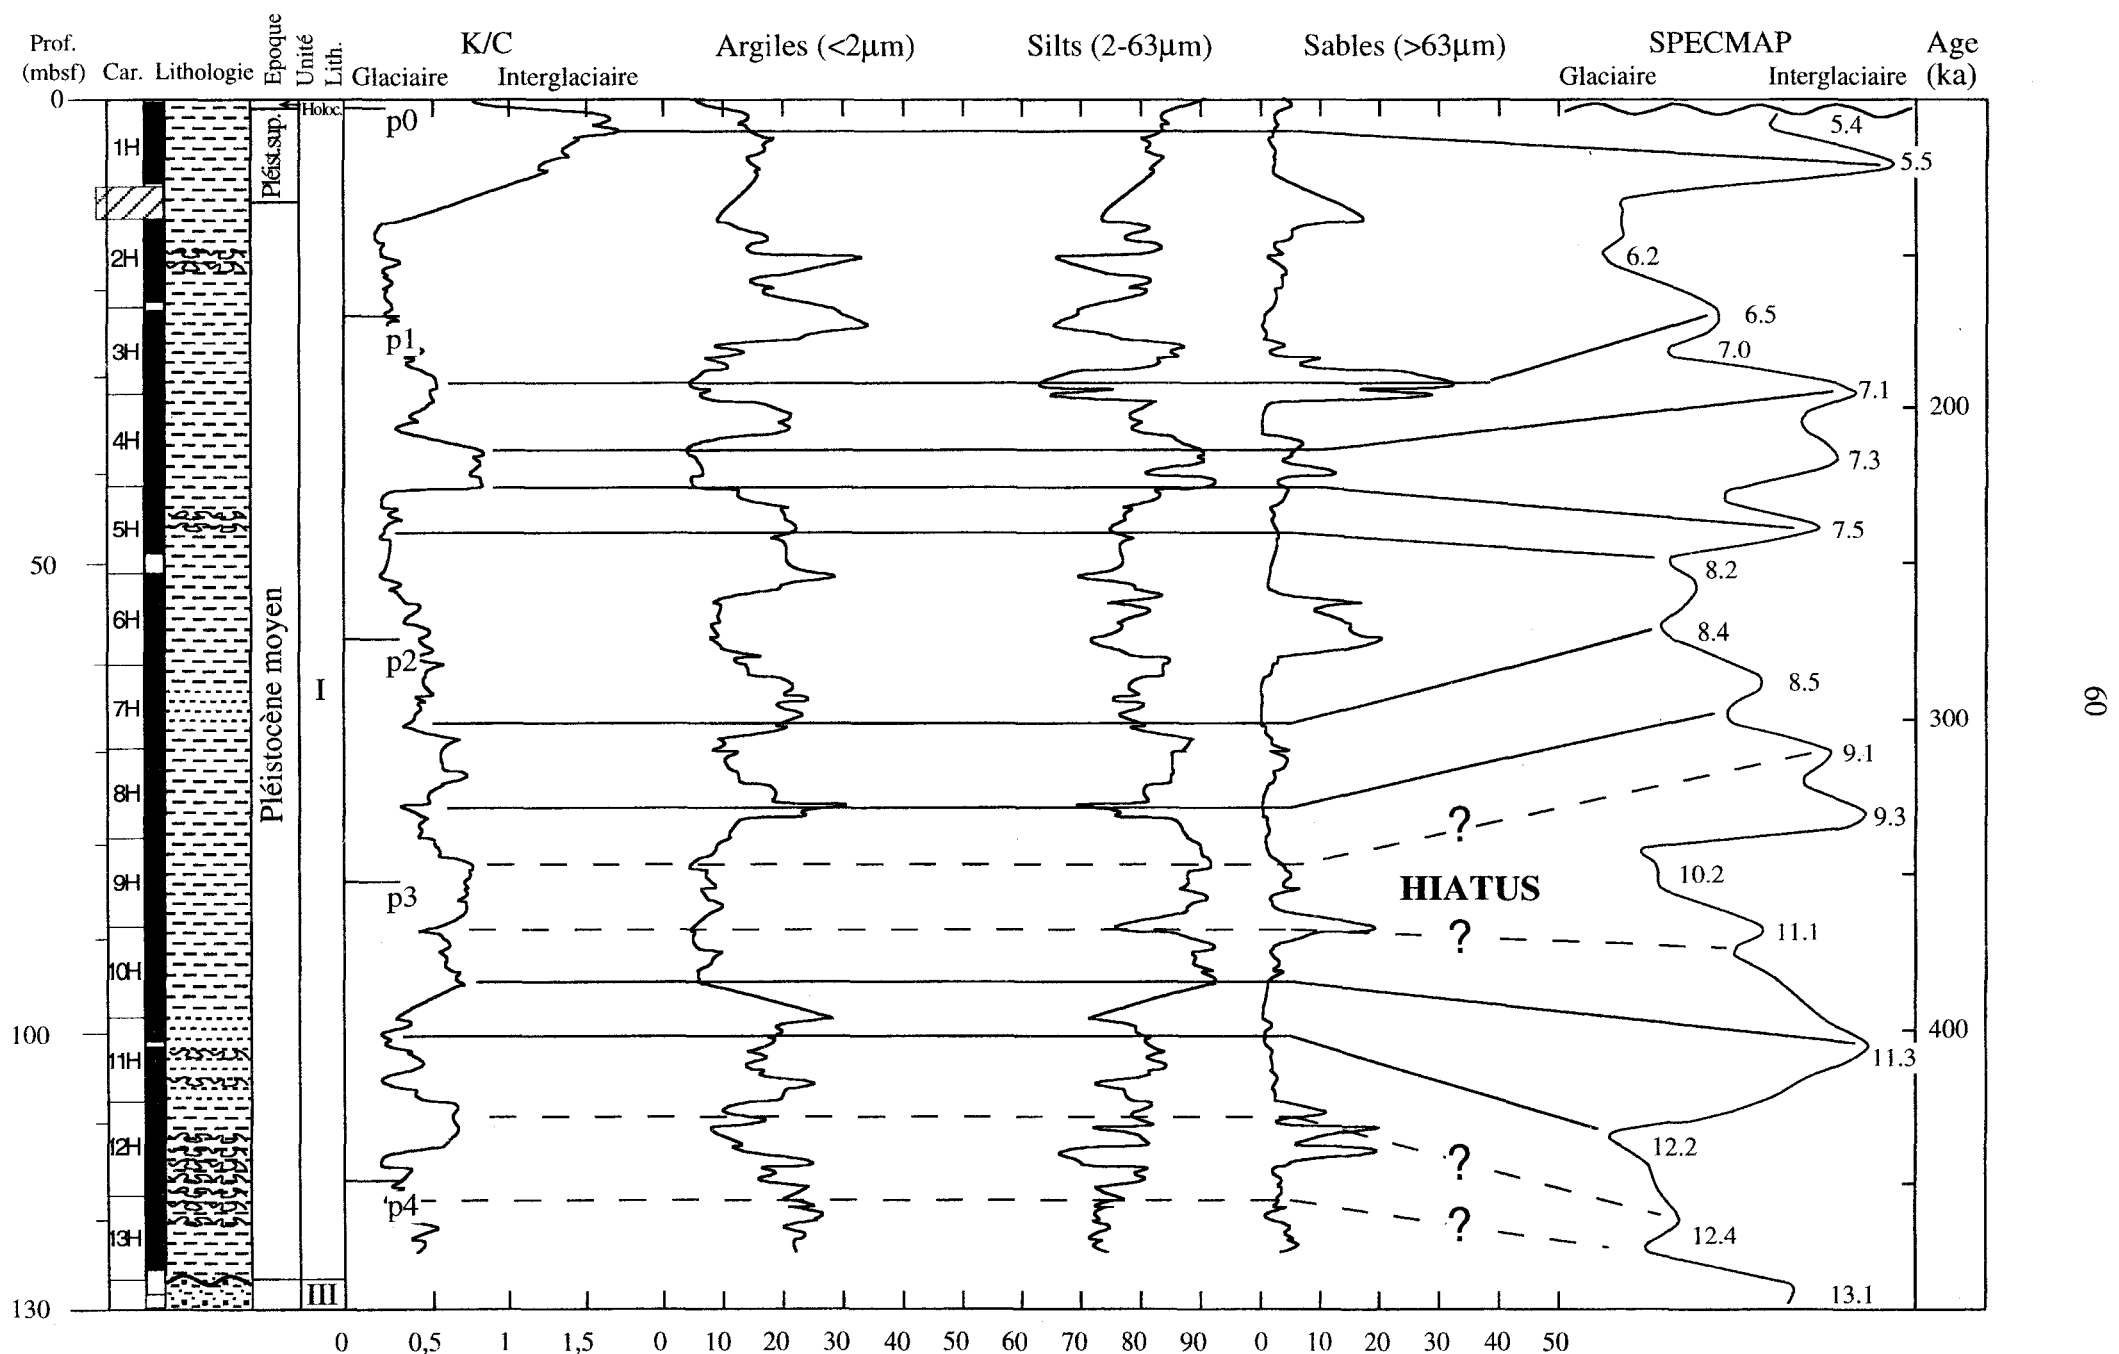 Prof.
(mbsf)
Car.
Lithologie
Epoque
Unité
Lith.
K/C
Glaciaire Interglaciaire
Argiles (<2µm)
Silts (2-63µm)
Sables (>63µm)
SPECMAP
Glaciaire Interglaciaire
Age
(ka)
0
50
100
130
1H
2H
3H
4H
5H
6H
7H
8H
9H
10H
11H
12H
13H
Holoc.
Pléist.sup.
Pléistocène moyen
I
III
p0
p1
p2
p3
p4
5.4
5.5
6.2
6.5
7.0
7.1
7.3
7.5
8.2
8.4
8.5
9.1
9.3
10.2
11.1
11.3
12.2
12.4
13.1
?
HIATUS
?
?
?
200
300
400
0 0,5 1 1,5 0 10 20 30 40 50 60 70 80 90 0 10 20 30 40 50
60